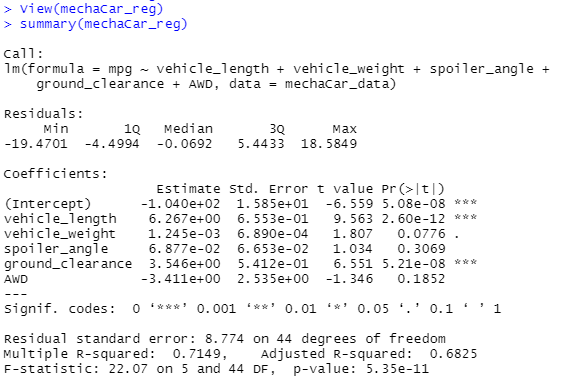 > View(mechaCar_reg)
> summary(mechaCar_reg)
Call:
lm(formula = mpg ~ vehicle_length + vehicle_weight + spoiler_angle +
    ground_clearance + AWD, data = mechaCar_data)
Residuals:
     Min       1Q   Median       3Q      Max
-19.4701  -4.4994  -0.0692   5.4433  18.5849
Coefficients:
                   Estimate Std. Error t value Pr(>|t|)
(Intercept)      -1.040e+02  1.585e+01  -6.559 5.08e-08 ***
vehicle_length    6.267e+00  6.553e-01   9.563 2.60e-12 ***
vehicle_weight    1.245e-03  6.890e-04   1.807   0.0776 .
spoiler_angle     6.877e-02  6.653e-02   1.034   0.3069
ground_clearance  3.546e+00  5.412e-01   6.551 5.21e-08 ***
AWD              -3.411e+00  2.535e+00  -1.346   0.1852
---
Signif. codes:  0 ‘***’ 0.001 ‘**’ 0.01 ‘*’ 0.05 ‘.’ 0.1 ‘ ’ 1
Residual standard error: 8.774 on 44 degrees of freedom
Multiple R-squared:  0.7149,    Adjusted R-squared:  0.6825
F-statistic: 22.07 on 5 and 44 DF,  p-value: 5.35e-11